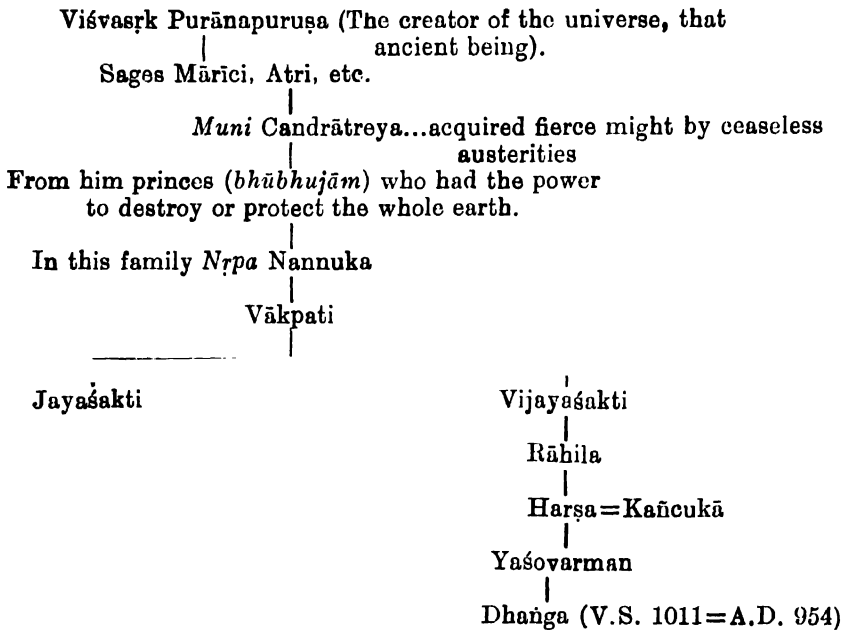 Viśvasṛk Purānapuruṣa (The creator of the universe, that
ancient being).
Sages Mārīci, Atri, etc.
Muni Candrātreya...acquired fierce might by ceaseless
austerities
From him princes (bhūbhujām) who had the power
to destroy or protect the whole earth.
In this family Nṛpa Nannuka
Vākpati
Jayaśakti Vijayaśakti
Rāhila
Harṣa=Kañcukā
Yaśovarman
Dhaṅga (V.S. 1011=A.D. 954)